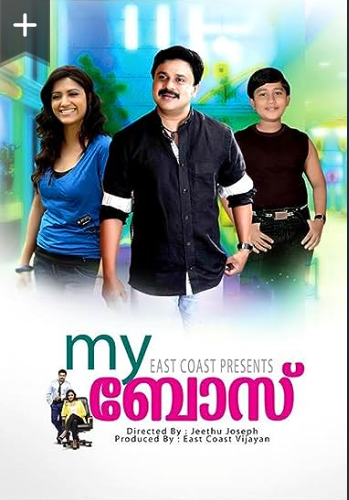 my
EAST COAST PRESENTS
ബോസ്
Directed By : Jeethu Joseph
Produced By : East Coast Vijayan